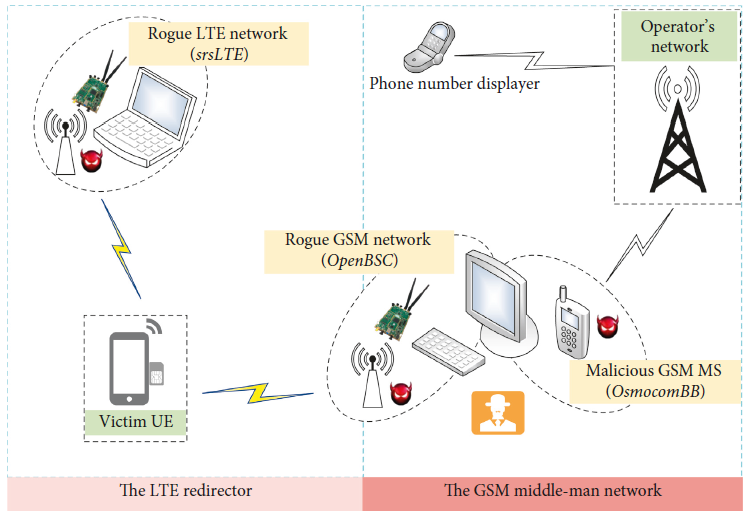 Rogue LTE network
(srsLTE)
Phone number displayer
Operator's
network
Rogue GSM network
(OpenBSC)
Malicious GSM MS
(OsmocomBB)
Victim UE
The LTE redirector
The GSM middle-man network